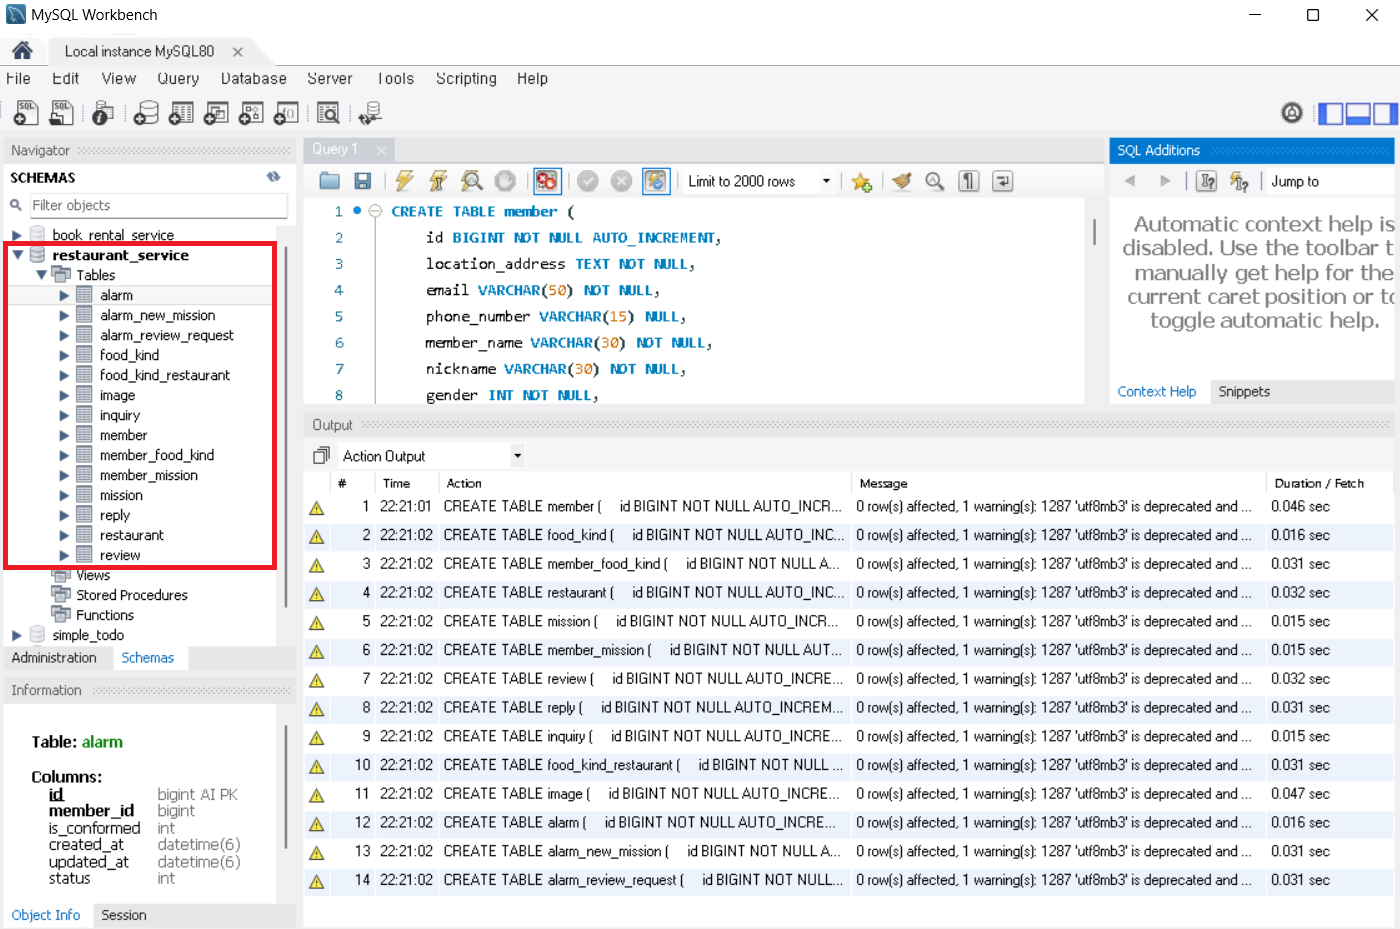 MySQL Workbench
Local instance MySQL80
File Edit View Query Database Server Tools Scripting Help
Navigator
SCHEMAS
Filter objects
book_rental_service
restaurant_service
Tables
alarm
alarm_new_mission
alarm_review_request
food_kind
food_kind_restaurant
image
inquiry
member
member_food_kind
member_mission
mission
reply
restaurant
review
Views
Stored Procedures
Functions
simple_todo
Administration Schemas
Information
Table: alarm
Columns:
id bigint AI PK
member_id bigint
is_conformed int
created_at datetime(6)
updated_at datetime(6)
status int
Object Info Session
Query 1
Limit to 2000 rows
1 CREATE TABLE member (
2 id BIGINT NOT NULL AUTO_INCREMENT,
3 location_address TEXT NOT NULL,
4 email VARCHAR(50) NOT NULL,
5 phone_number VARCHAR(15) NULL,
6 member_name VARCHAR(30) NOT NULL,
7 nickname VARCHAR(30) NOT NULL,
8 gender INT NOT NULL,
SQL Additions
Jump to
Automatic context help is
disabled. Use the toolbar t
manually get help for the
current caret position or to
toggle automatic help.
Context Help Snippets
Output
Action Output
# Time Action Message Duration / Fetch
1 22:21:01 CREATE TABLE member ( id BIGINT NOT NULL AUTO_INCR... 0 row(s) affected, 1 warning(s): 1287 'utf8mb3' is deprecated and ... 0.046 sec
2 22:21:02 CREATE TABLE food_kind ( id BIGINT NOT NULL AUTO_INC... 0 row(s) affected, 1 warning(s): 1287 'utf8mb3' is deprecated and ... 0.016 sec
3 22:21:02 CREATE TABLE member_food_kind ( id BIGINT NOT NULL A... 0 row(s) affected, 1 warning(s): 1287 'utf8mb3' is deprecated and ... 0.031 sec
4 22:21:02 CREATE TABLE restaurant ( id BIGINT NOT NULL AUTO_INC... 0 row(s) affected, 1 warning(s): 1287 'utf8mb3' is deprecated and ... 0.032 sec
5 22:21:02 CREATE TABLE mission ( id BIGINT NOT NULL AUTO_INCR... 0 row(s) affected, 1 warning(s): 1287 'utf8mb3' is deprecated and ... 0.015 sec
6 22:21:02 CREATE TABLE member_mission ( id BIGINT NOT NULL AUT... 0 row(s) affected, 1 warning(s): 1287 'utf8mb3' is deprecated and ... 0.015 sec
7 22:21:02 CREATE TABLE review ( id BIGINT NOT NULL AUTO_INCRE... 0 row(s) affected, 1 warning(s): 1287 'utf8mb3' is deprecated and ... 0.032 sec
8 22:21:02 CREATE TABLE reply ( id BIGINT NOT NULL AUTO_INCREM... 0 row(s) affected, 1 warning(s): 1287 'utf8mb3' is deprecated and ... 0.031 sec
9 22:21:02 CREATE TABLE inquiry ( id BIGINT NOT NULL AUTO_INCRE... 0 row(s) affected, 1 warning(s): 1287 'utf8mb3' is deprecated and ... 0.015 sec
10 22:21:02 CREATE TABLE food_kind_restaurant ( id BIGINT NOT NULL ... 0 row(s) affected, 1 warning(s): 1287 'utf8mb3' is deprecated and ... 0.031 sec
11 22:21:02 CREATE TABLE image ( id BIGINT NOT NULL AUTO_INCRE... 0 row(s) affected, 1 warning(s): 1287 'utf8mb3' is deprecated and ... 0.047 sec
12 22:21:02 CREATE TABLE alarm ( id BIGINT NOT NULL AUTO_INCRE... 0 row(s) affected, 1 warning(s): 1287 'utf8mb3' is deprecated and ... 0.016 sec
13 22:21:02 CREATE TABLE alarm_new_mission ( id BIGINT NOT NULL A... 0 row(s) affected, 1 warning(s): 1287 'utf8mb3' is deprecated and ... 0.031 sec
14 22:21:02 CREATE TABLE alarm_review_request ( id BIGINT NOT NULL... 0 row(s) affected, 1 warning(s): 1287 'utf8mb3' is deprecated and ... 0.031 sec